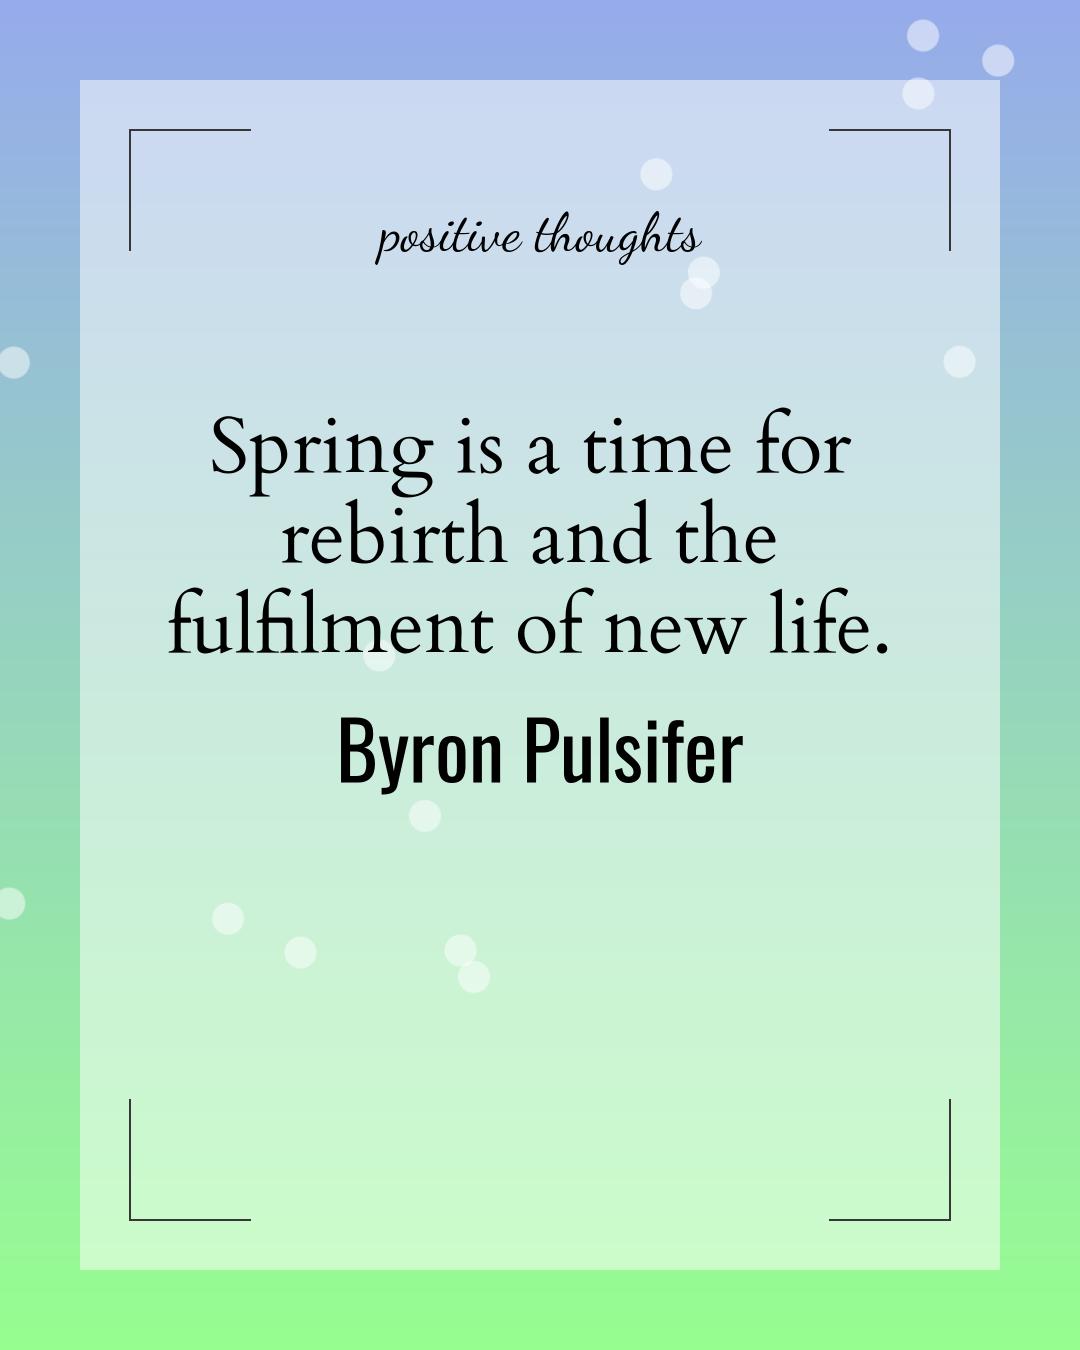 positive thoughts
Spring is a time for
rebirth and the
fulfilment of new life.
Byron Pulsifer